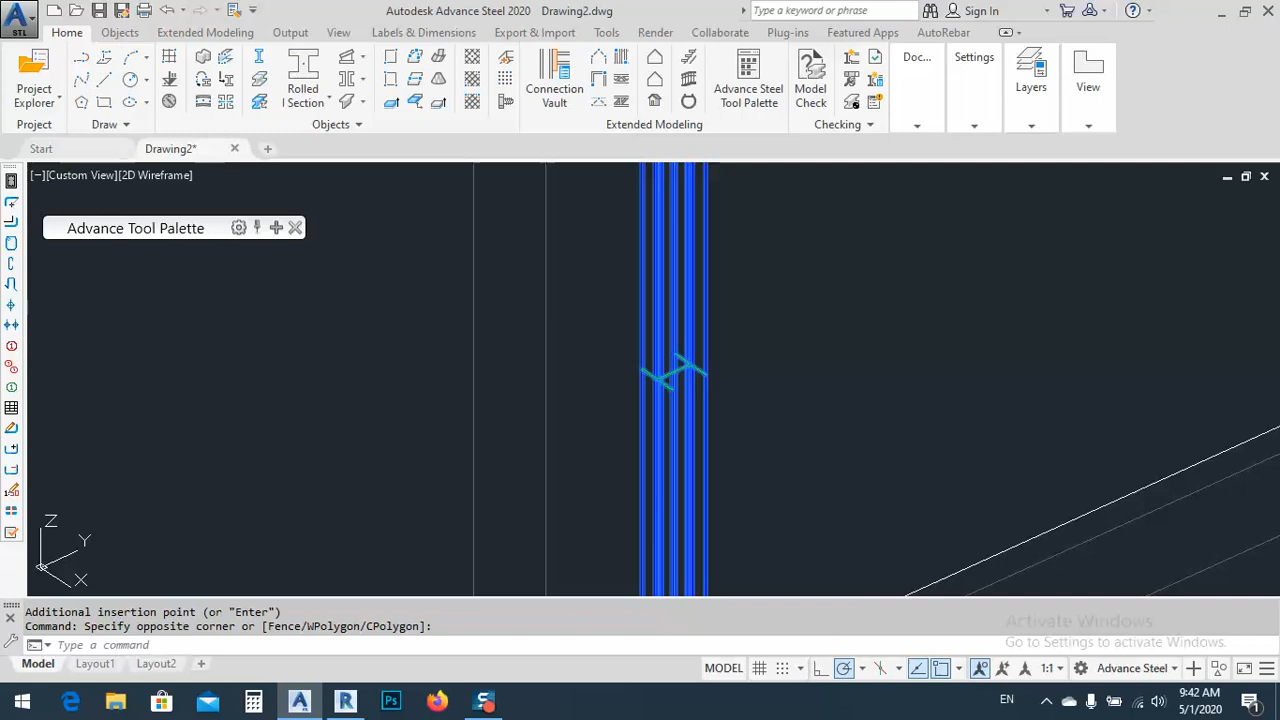 Autodesk Advance Steel 2020 Drawing2.dwg
Type a keyword or phrase
Sign In
STL
Home Objects Extended Modeling Output View Labels & Dimensions Export & Import Tools Render Collaborate Plug-ins Featured Apps AutoRebar
Project
Explorer
Rolled
I Section
Connection
Vault
Advance Steel
Tool Palette
Model
Check
Doc...
Settings
Layers
View
Project Draw Objects Extended Modeling Checking
Start Drawing2*
[−][Custom View][2D Wireframe]
Advance Tool Palette
Z
Y
X
Additional insertion point (or "Enter")
Command: Specify opposite corner or [Fence/WPolygon/CPolygon]:
Activate Windows
Go to Settings to activate Windows.
Type a command
Model Layout1 Layout2
MODEL
1:1
Advance Steel
EN
9:42 AM
5/1/2020